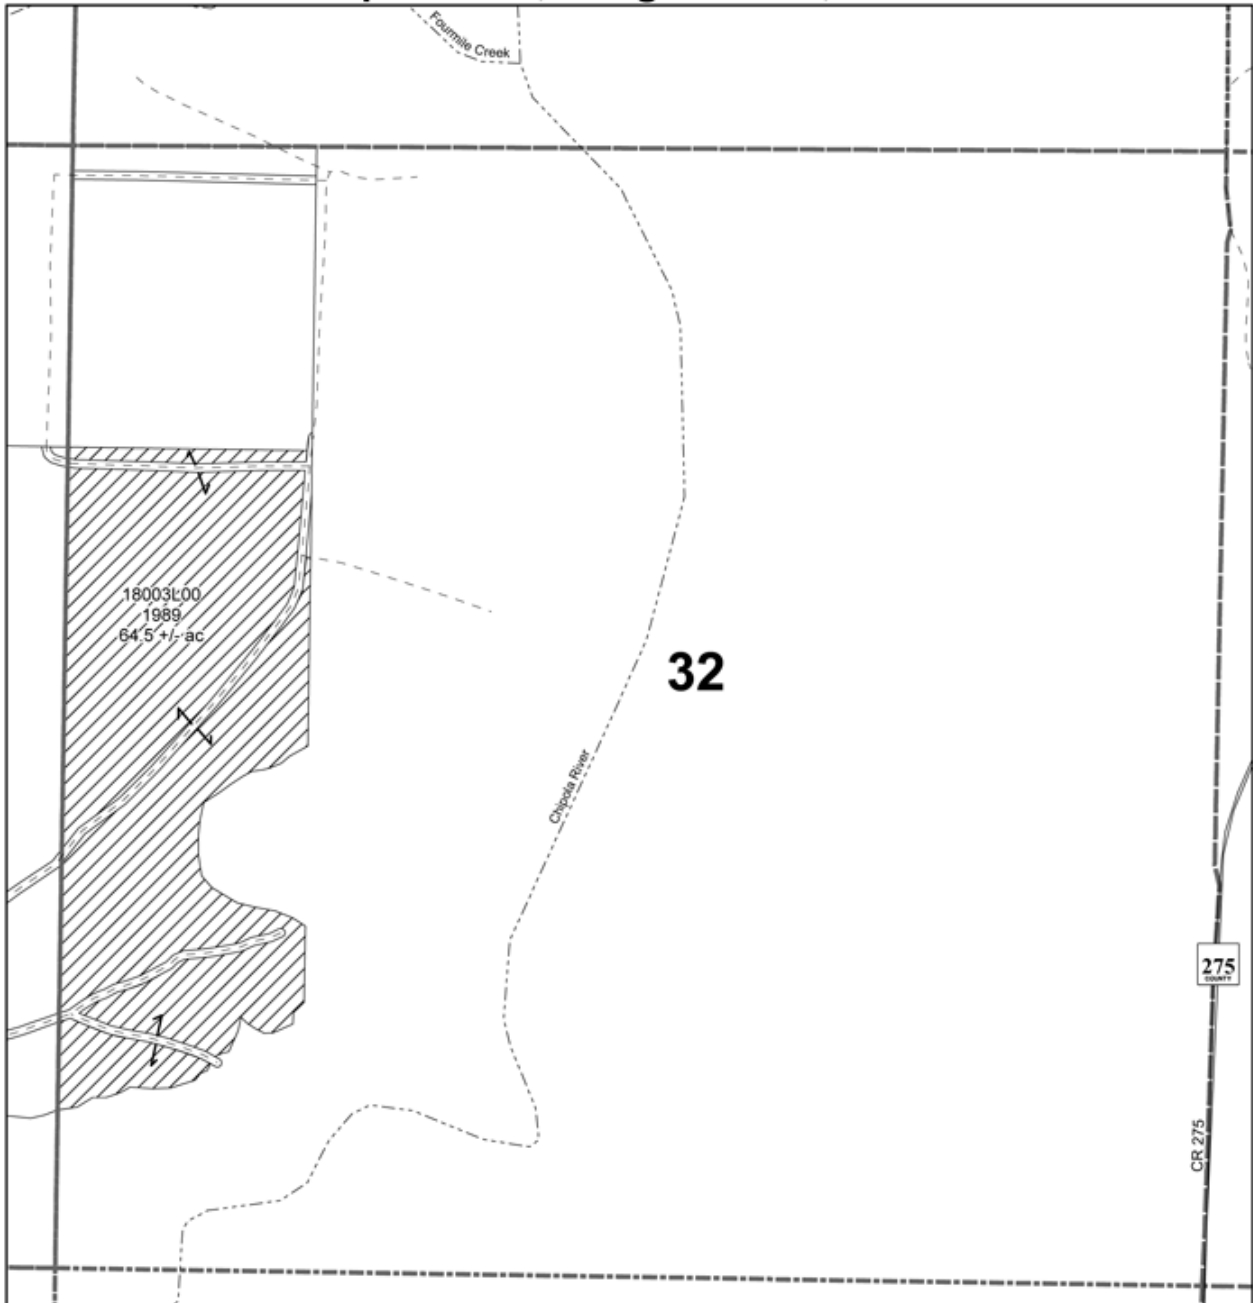 Fourmile Creek
18003L00
1989
64.5 +/- ac
32
Chipola River
275
COUNTY
CR 275